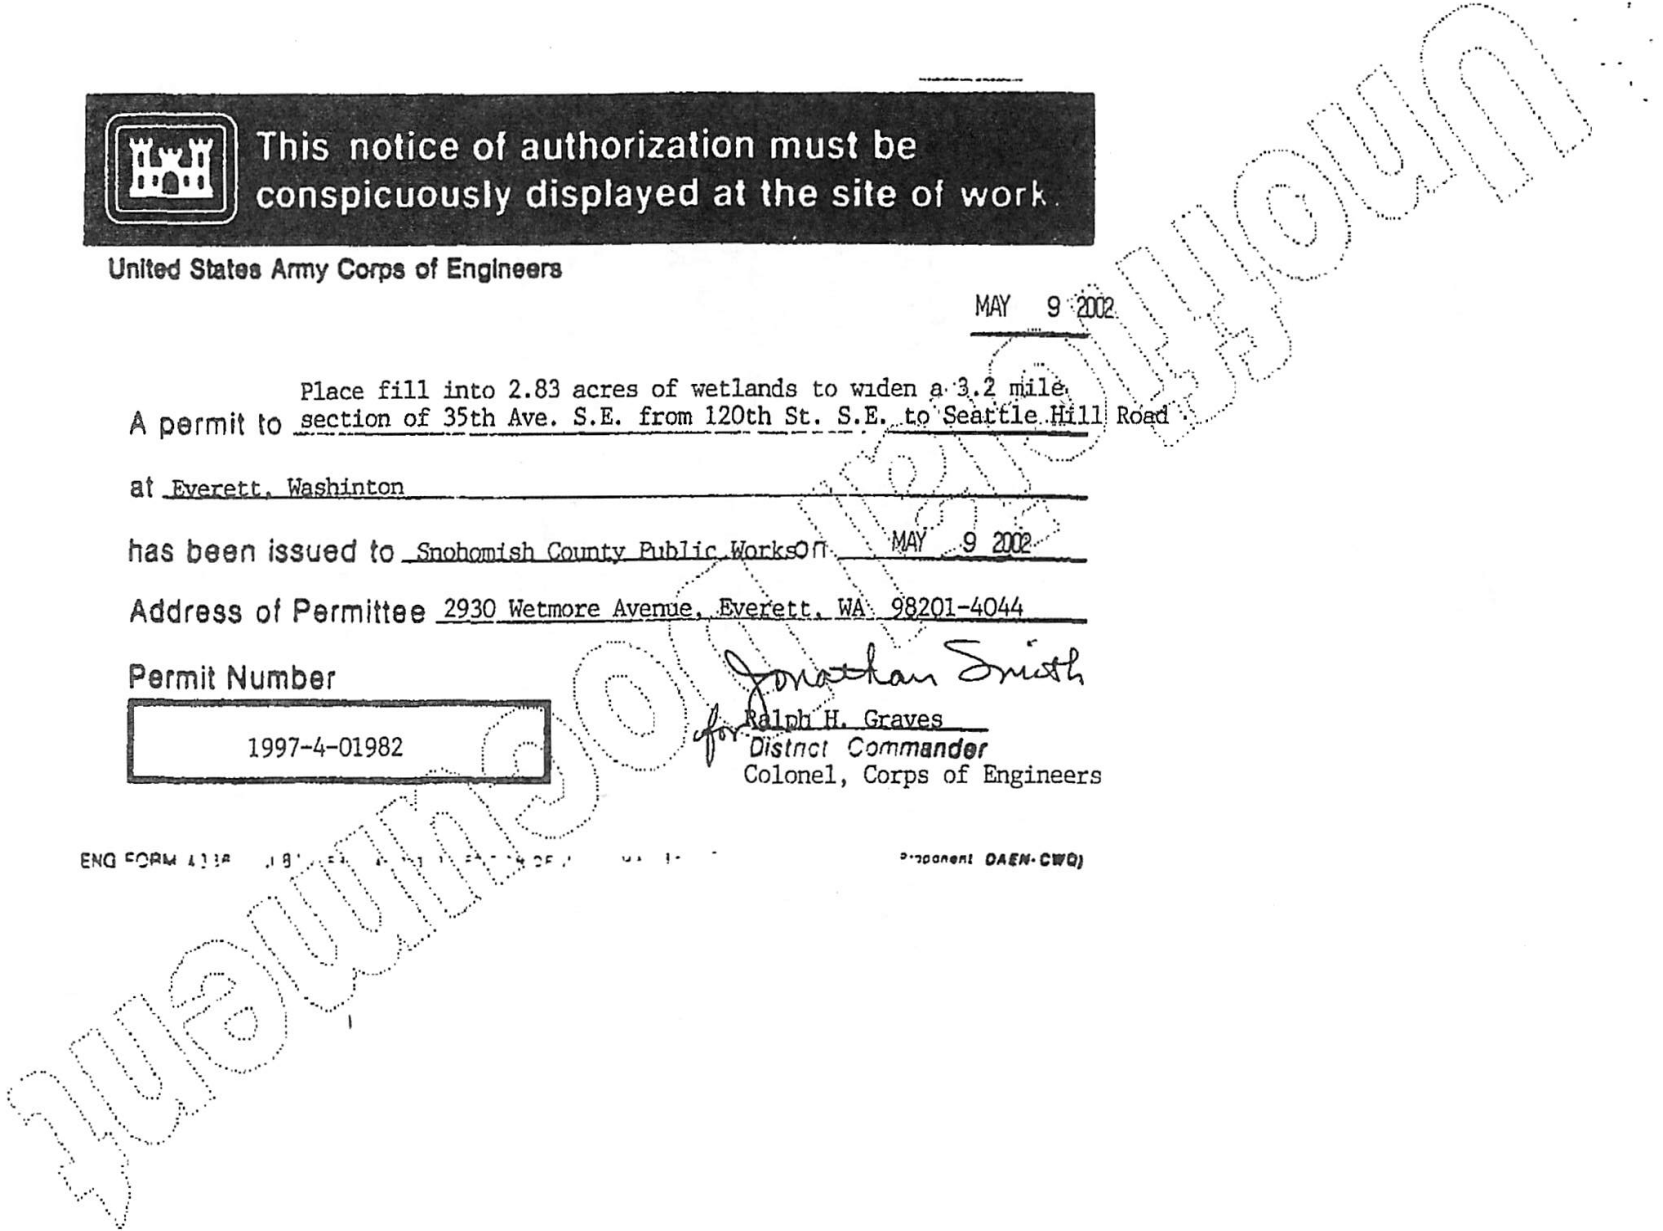 This notice of authorization must be
conspicuously displayed at the site of work.
United States Army Corps of Engineers
MAY 9 2002
Place fill into 2.83 acres of wetlands to widen a 3.2 mile
A permit to section of 35th Ave. S.E. from 120th St. S.E. to Seattle Hill Road
at Everett, Washinton
has been issued to Snohomish County Public Works on MAY 9 2002
Address of Permittee 2930 Wetmore Avenue, Everett, WA 98201-4044
Permit Number
Jonathan Smith
1997-4-01982
for Ralph H. Graves
District Commander
Colonel, Corps of Engineers
ENG FORM
Proponent DAEN-CWO)
Unofficial Document